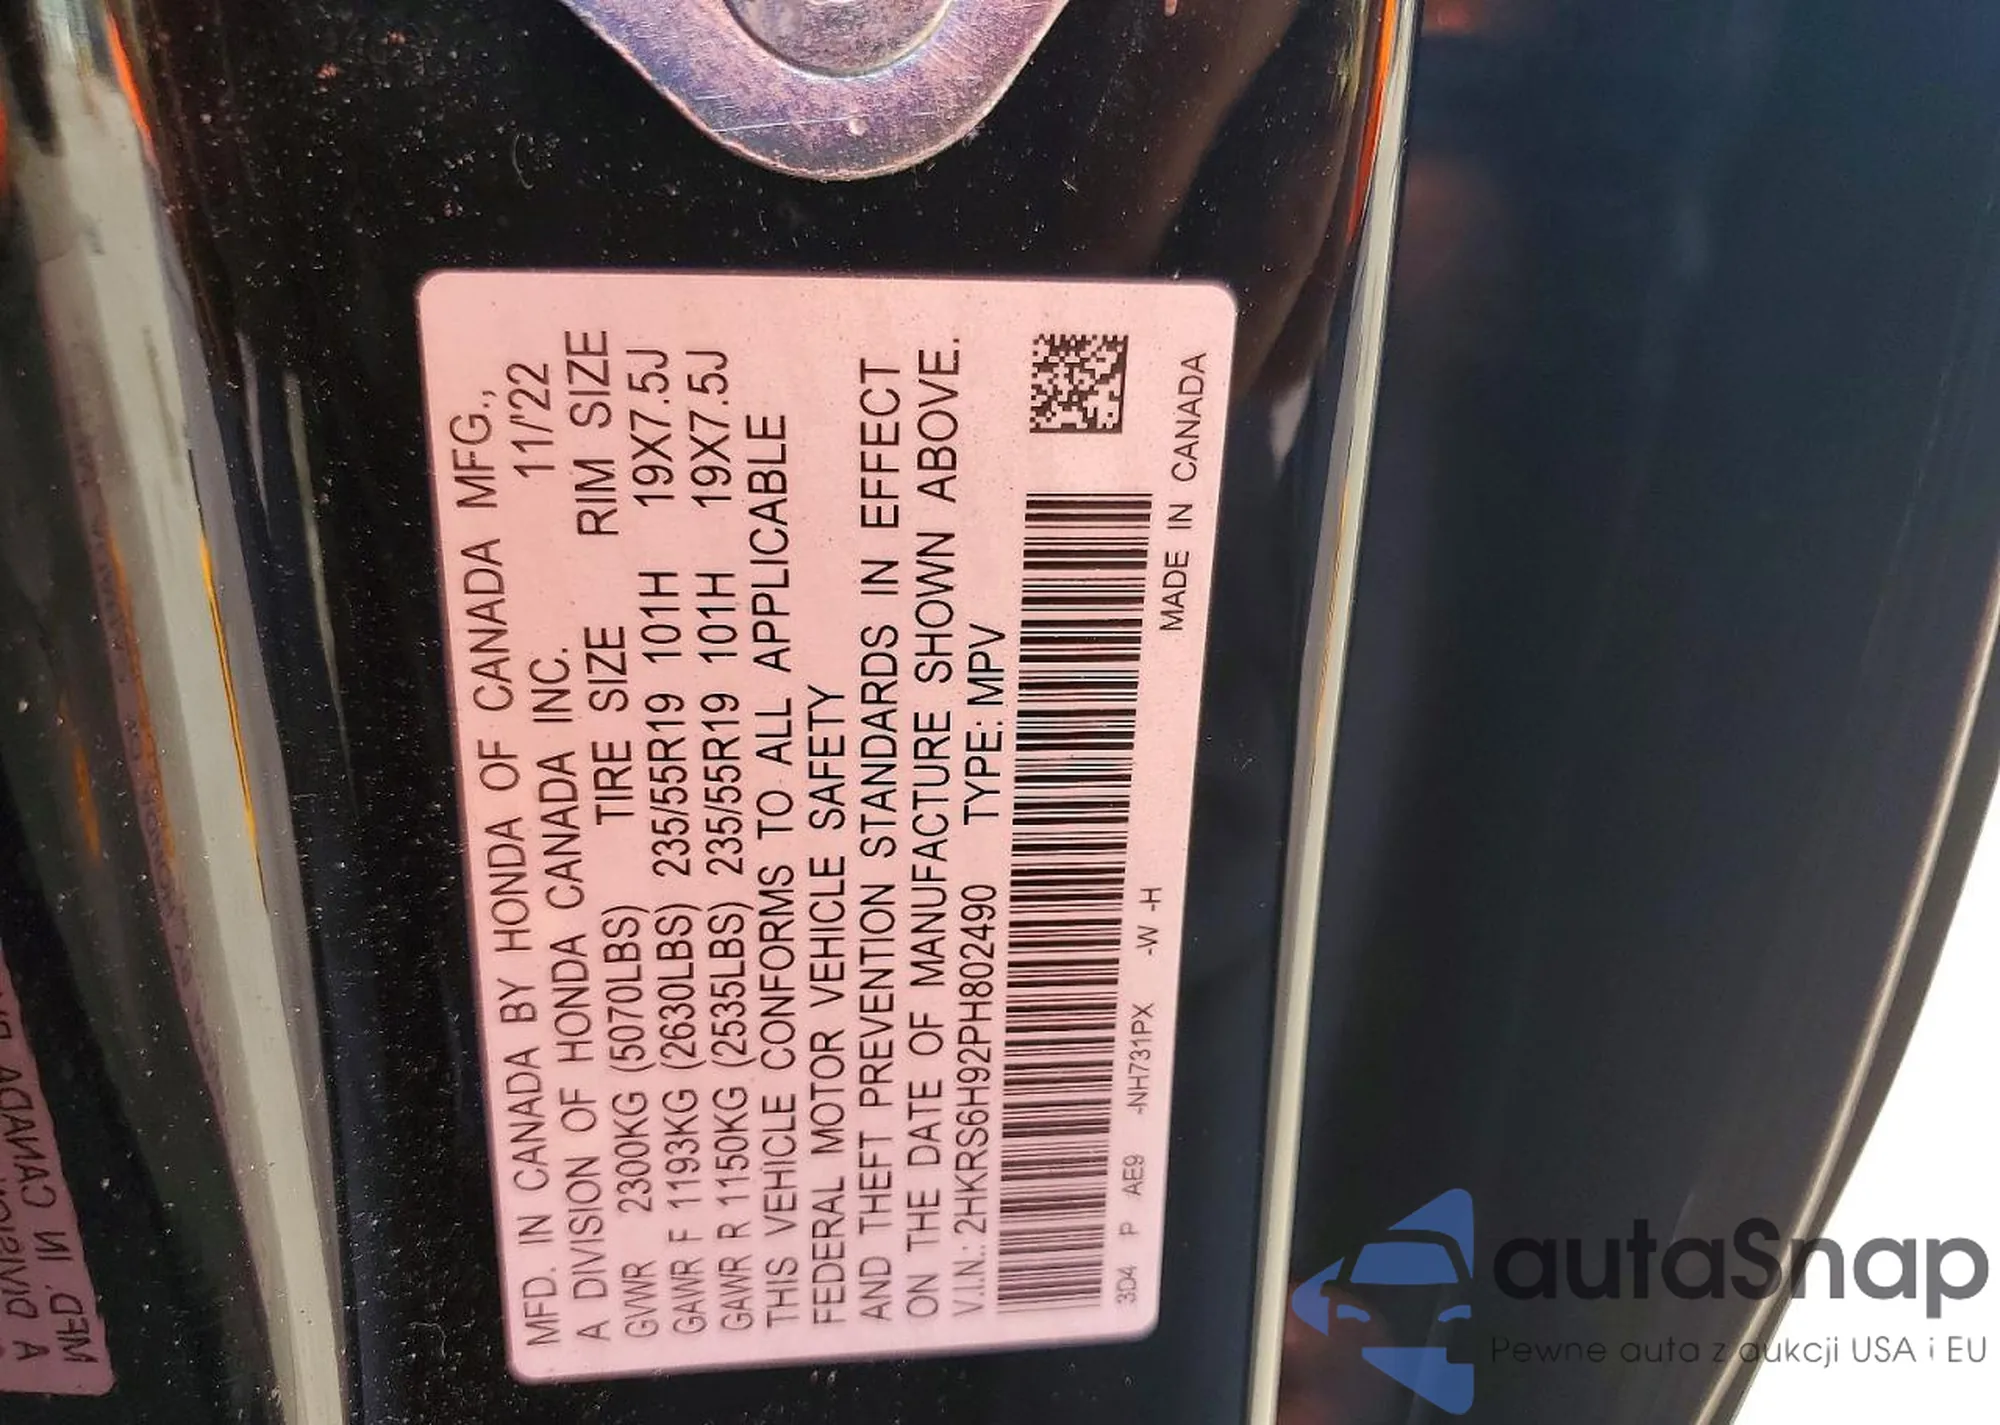 MFD. IN CANADA BY HONDA OF CANADA MFG.,
A DIVISION OF HONDA CANADA INC. 11/'22
TIRE SIZE RIM SIZE
GVWR 2300KG (5070LBS)
GAWR F 1193KG (2630LBS) 235/55R19 101H 19X7.5J
GAWR R 1150KG (2535LBS) 235/55R19 101H 19X7.5J
THIS VEHICLE CONFORMS TO ALL APPLICABLE
FEDERAL MOTOR VEHICLE SAFETY
AND THEFT PREVENTION STANDARDS IN EFFECT
ON THE DATE OF MANUFACTURE SHOWN ABOVE.
V.I.N.: 2HKRS6H92PH802490 TYPE: MPV
3D4 P AE9 -NH731PX -W -H
MADE IN CANADA
MFD. IN CANADA
A DIVISION
autaSnap
Pewne auta z aukcji USA i EU